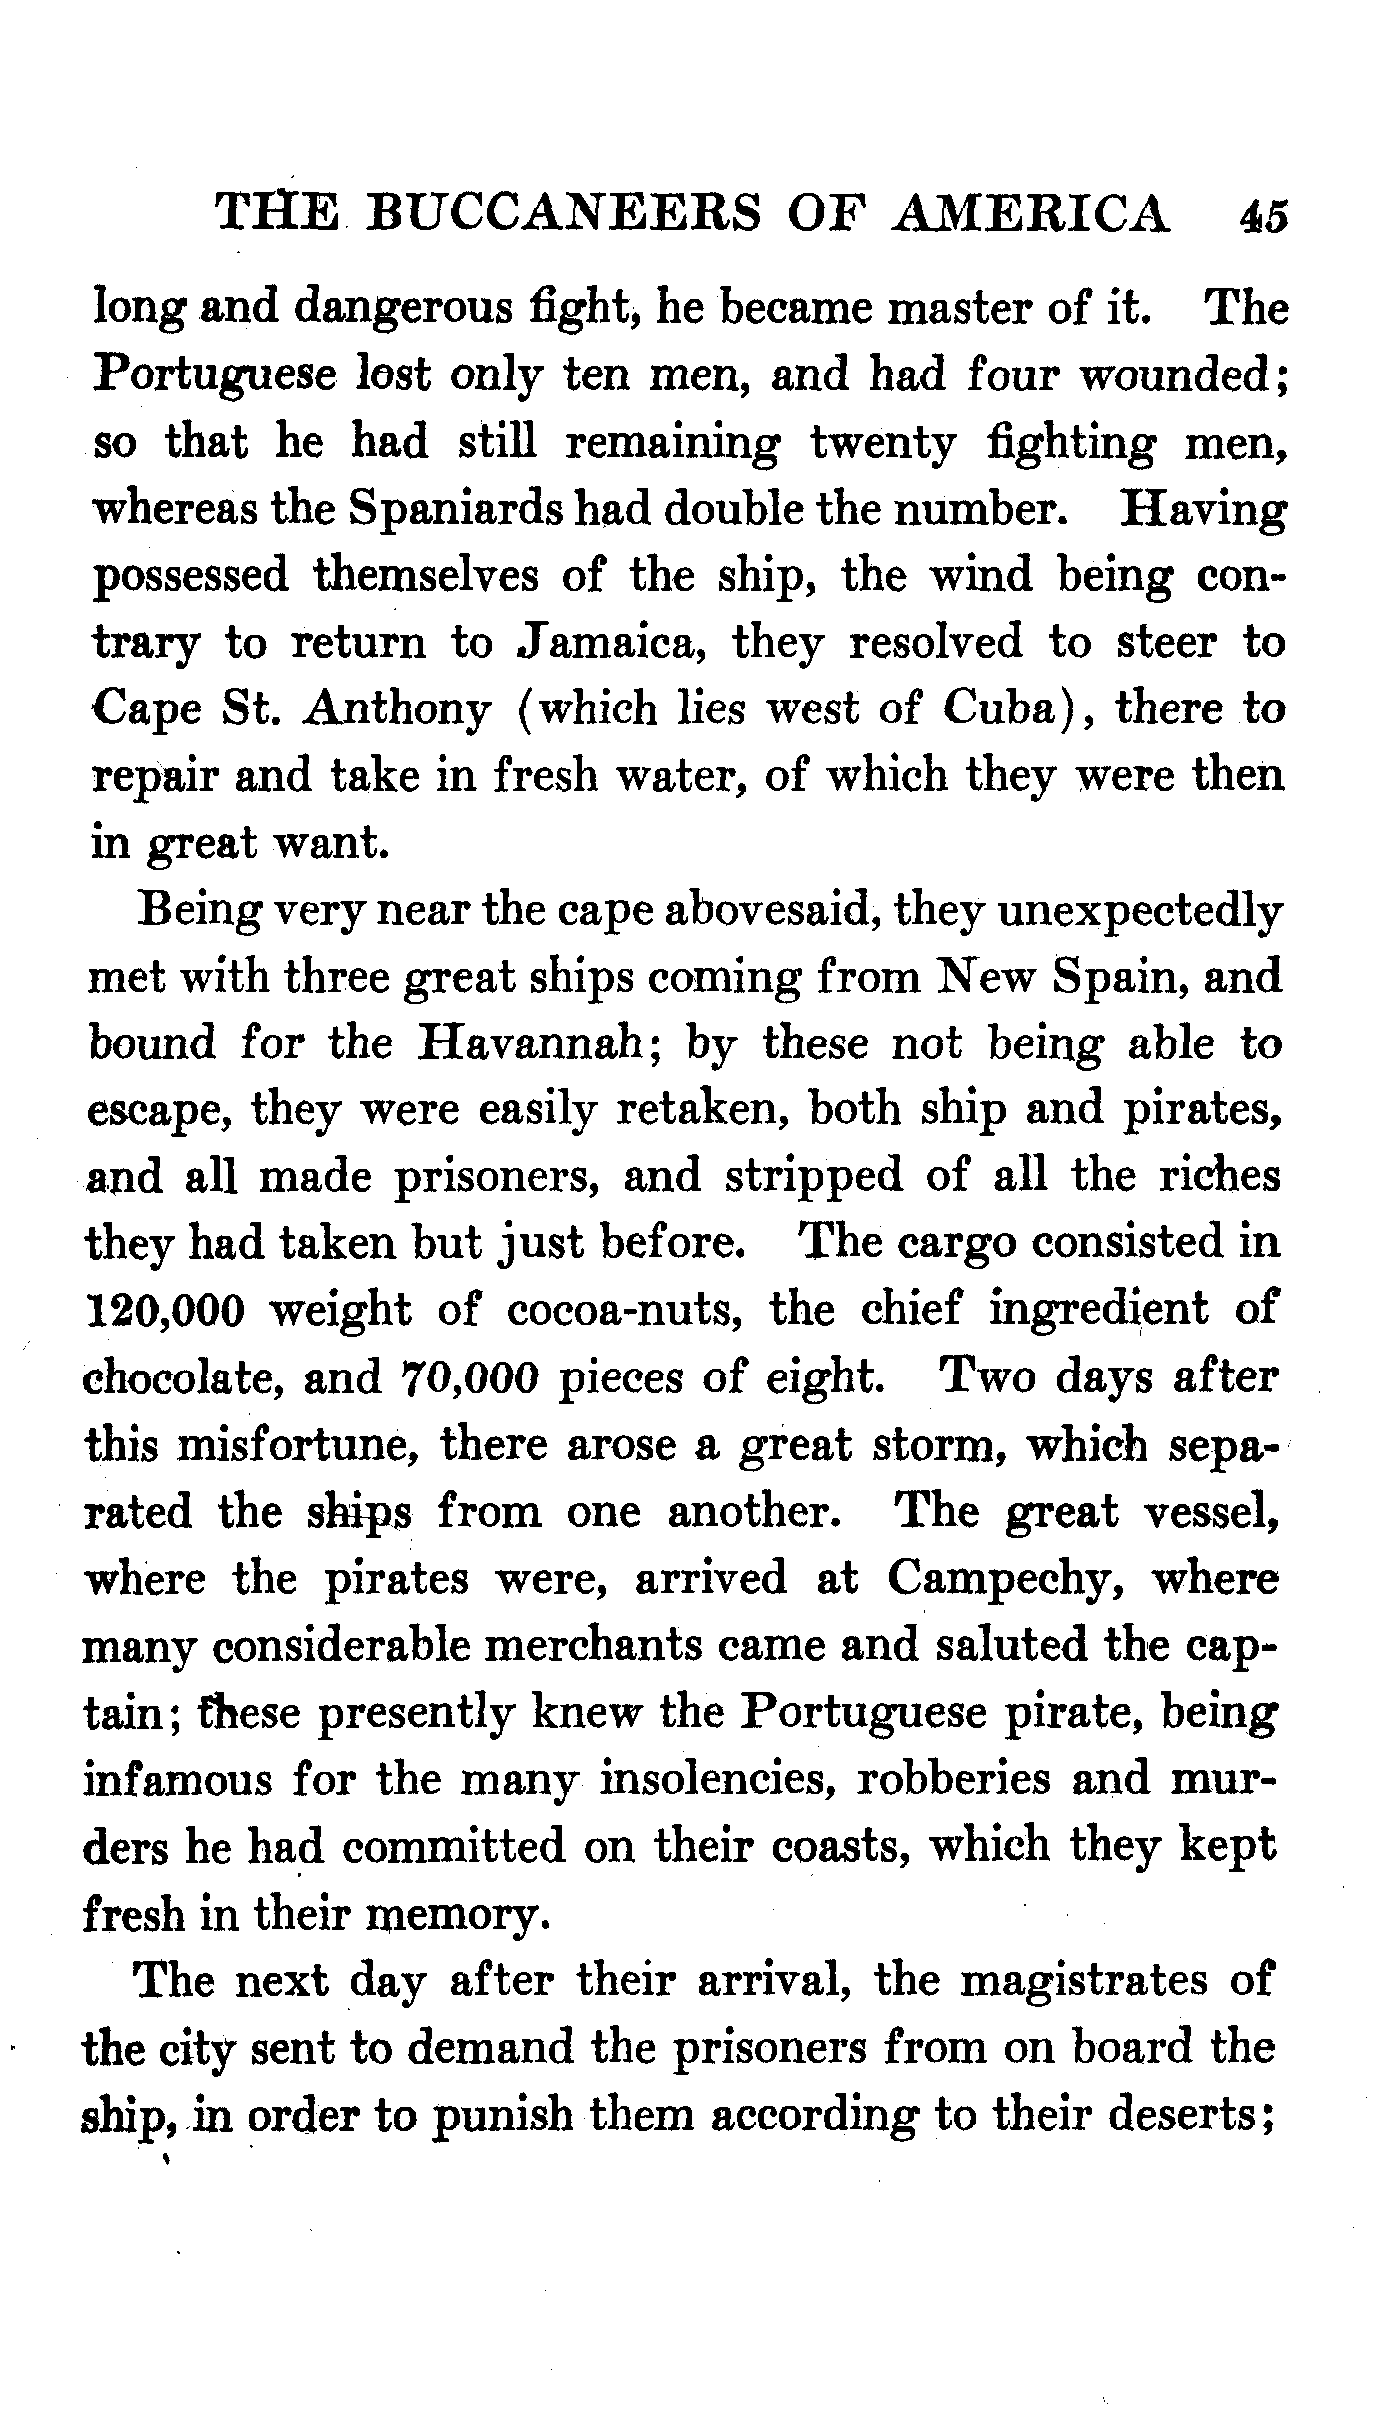 THE BUCCANEERS OF AMERICA 45
long and dangerous fight, he became master of it. The
Portuguese lost only ten men, and had four wounded;
so that he had still remaining twenty fighting men,
whereas the Spaniards had double the number. Having
possessed themselves of the ship, the wind being con-
trary to return to Jamaica, they resolved to steer to
Cape St. Anthony (which lies west of Cuba), there to
repair and take in fresh water, of which they were then
in great want.
Being very near the cape abovesaid, they unexpectedly
met with three great ships coming from New Spain, and
bound for the Havannah; by these not being able to
escape, they were easily retaken, both ship and pirates,
and all made prisoners, and stripped of all the riches
they had taken but just before. The cargo consisted in
120,000 weight of cocoa-nuts, the chief ingredient of
chocolate, and 70,000 pieces of eight. Two days after
this misfortune, there arose a great storm, which sepa-
rated the ships from one another. The great vessel,
where the pirates were, arrived at Campechy, where
many considerable merchants came and saluted the cap-
tain; these presently knew the Portuguese pirate, being
infamous for the many insolencies, robberies and mur-
ders he had committed on their coasts, which they kept
fresh in their memory.
The next day after their arrival, the magistrates of
the city sent to demand the prisoners from on board the
ship, in order to punish them according to their deserts;